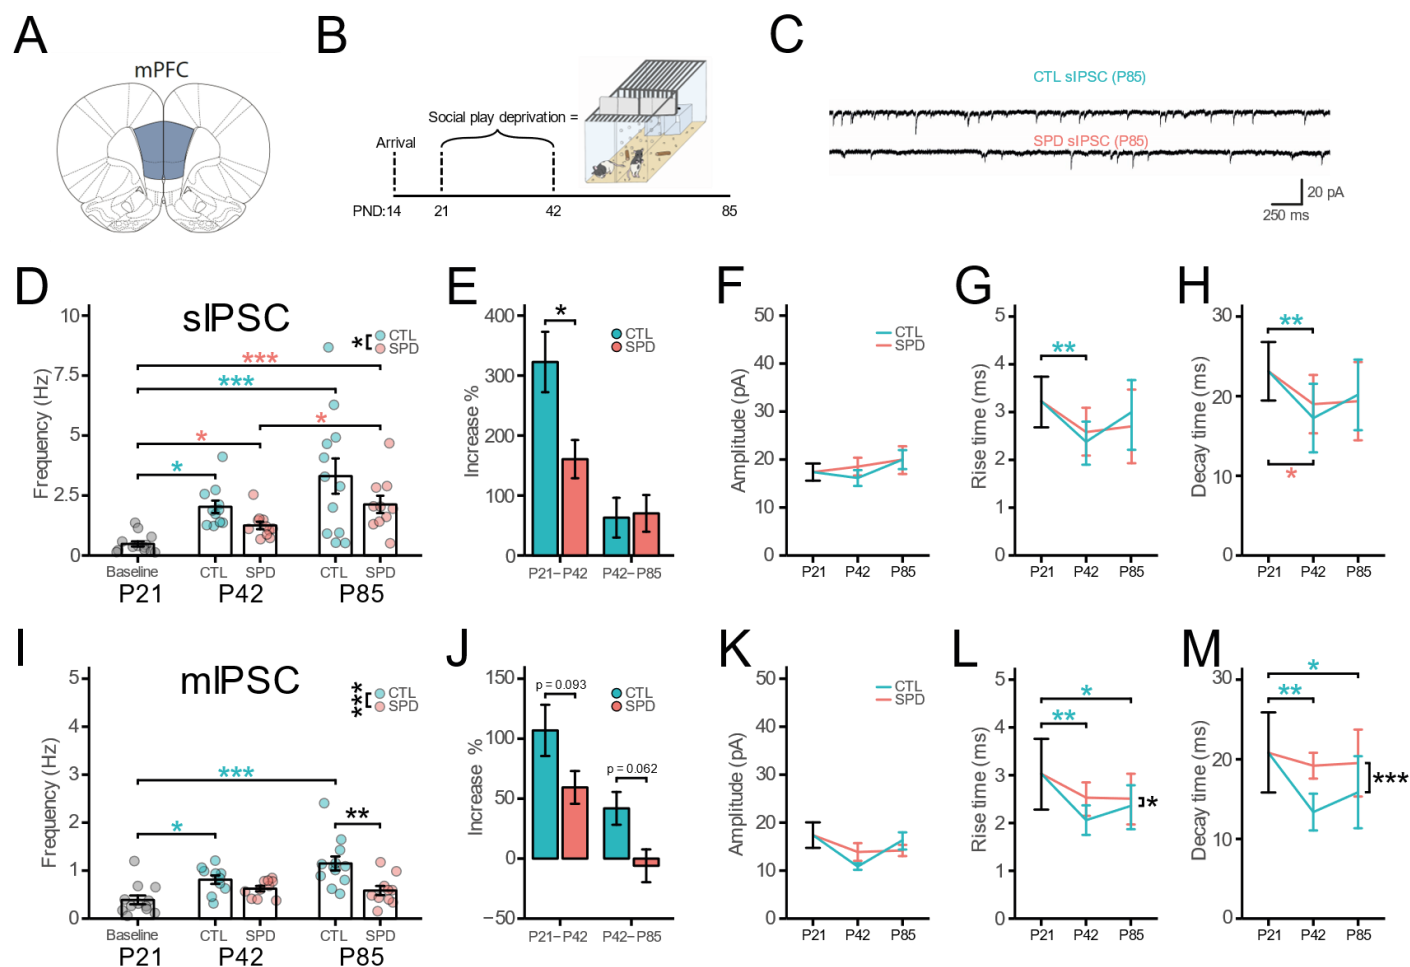 A
B
C
mPFC
Social play deprivation =
Arrival
PND:14
21
42
85
CTL sIPSC (P85)
SPD sIPSC (P85)
20 pA
250 ms
D
sIPSC
Frequency (Hz)
10
7.5
5
2.5
0
* CTL
SPD
***
***
*
*
*
Baseline
CTL
SPD
CTL
SPD
P21
P42
P85
E
Increase %
400
300
200
100
0
*
CTL
SPD
P21–P42
P42–P85
F
Amplitude (pA)
50
40
30
20
10
0
CTL
SPD
P21
P42
P85
G
Rise time (ms)
5
4
3
2
1
0
**
P21
P42
P85
H
Decay time (ms)
30
20
10
0
**
*
P21
P42
P85
I
mIPSC
Frequency (Hz)
5
4
3
2
1
0
*** CTL
SPD
***
*
**
Baseline
CTL
SPD
CTL
SPD
P21
P42
P85
J
Increase %
150
100
50
0
−50
p = 0.093
p = 0.062
CTL
SPD
P21–P42
P42–P85
K
Amplitude (pA)
50
40
30
20
10
0
CTL
SPD
P21
P42
P85
L
Rise time (ms)
5
4
3
2
1
0
*
**
*
P21
P42
P85
M
Decay time (ms)
30
20
10
0
*
**
***
P21
P42
P85